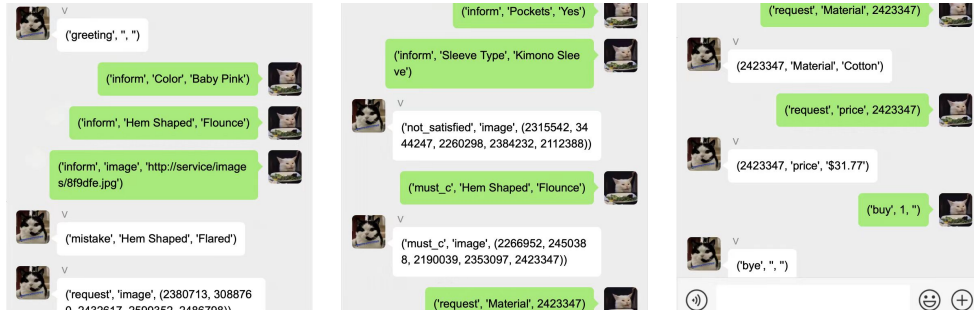 V
('greeting', '', '')
('inform', 'Color', 'Baby Pink')
('inform', 'Hem Shaped', 'Flounce')
('inform', 'image', 'http://service/image
s/8f9dfe.jpg')
V
('mistake', 'Hem Shaped', 'Flared')
V
('request', 'image', (2380713, 308876
('inform', 'Pockets', 'Yes')
('inform', 'Sleeve Type', 'Kimono Slee
ve')
V
('not_satisfied', 'image', (2315542, 34
44247, 2260298, 2384232, 2112388))
('must_c', 'Hem Shaped', 'Flounce')
V
('must_c', 'image', (2266952, 245038
8, 2190039, 2353097, 2423347))
('request', 'Material', 2423347)
('request', 'Material', 2423347)
V
(2423347, 'Material', 'Cotton')
('request', 'price', 2423347)
V
(2423347, 'price', '$31.77')
('buy', 1, '')
V
('bye', '', '')